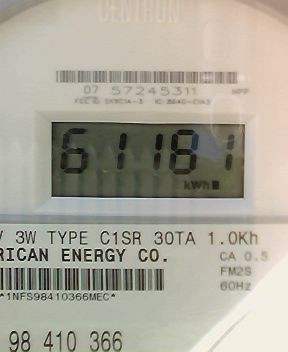 CENTRON
07 57245311
61181
kWh
V 3W TYPE C1SR 30TA 1.0Kh
RICAN ENERGY CO. CA 0.5
FM2S
*1NFS98410366MEC* 60Hz
98 410 366